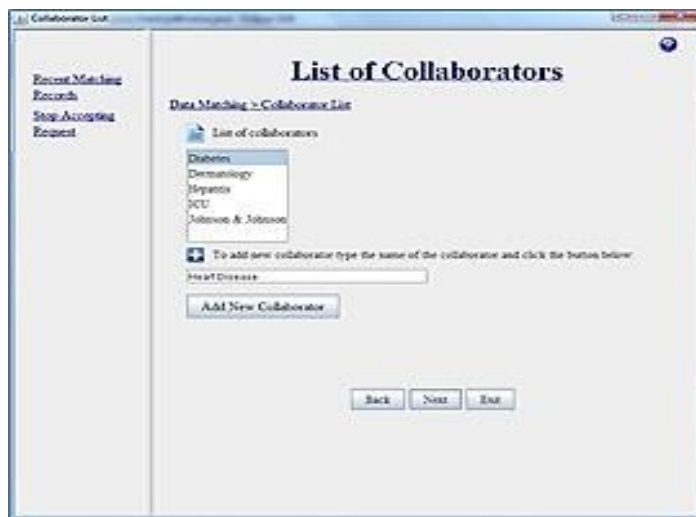 Collaborator List
List of Collaborators
Recent Matching
Records
Stop Accepting
Request
Data Matching > Collaborator List
List of collaborators
Diabetes
Dermatology
Hepatitis
ICU
Johnson & Johnson
To add new collaborator type the name of the collaborator and click the button below:
Heart Disease
Add New Collaborator
Back
Next
Exit